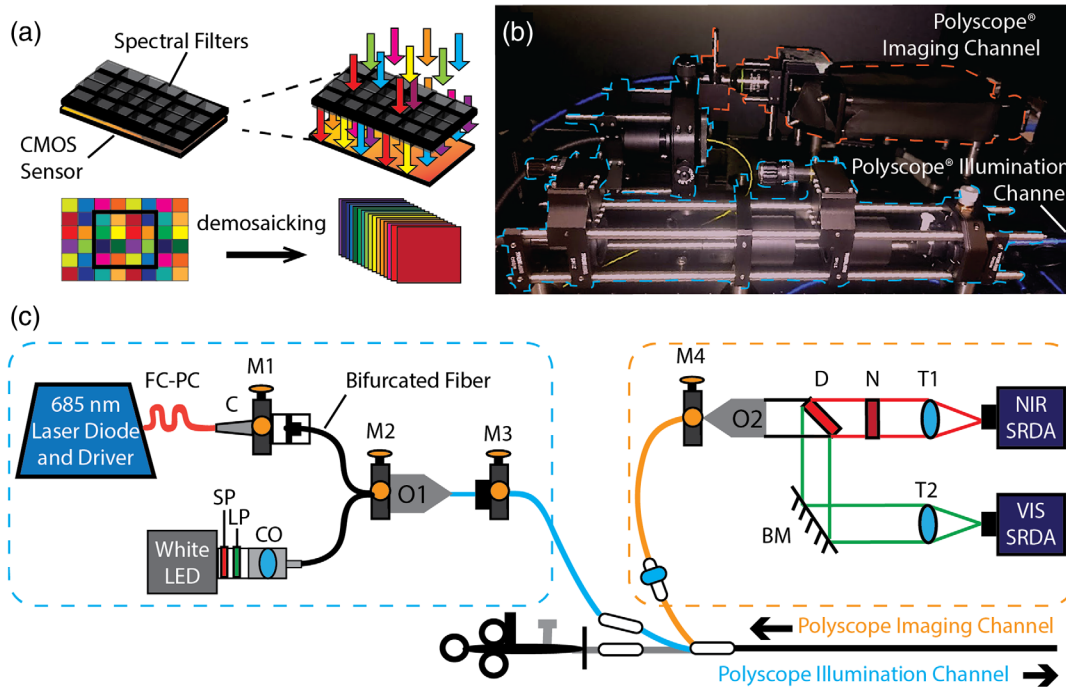 (a)
Spectral Filters
CMOS
Sensor
demosaicking
(b)
Polyscope®
Imaging Channel
Polyscope® Illumination
Channel
(c)
685 nm
Laser Diode
and Driver
FC-PC
C
M1
Bifurcated Fiber
M2
O1
M3
White
LED
SP
LP
CO
M4
O2
D
N
T1
NIR
SRDA
BM
T2
VIS
SRDA
Polyscope Imaging Channel
Polyscope Illumination Channel